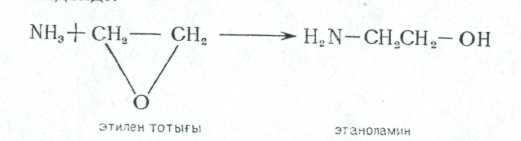 NH₃ + CH₂ — CH₂ ⟶ H₂N — CH₂CH₂ — OH
O
этилен тотығы этаноламин